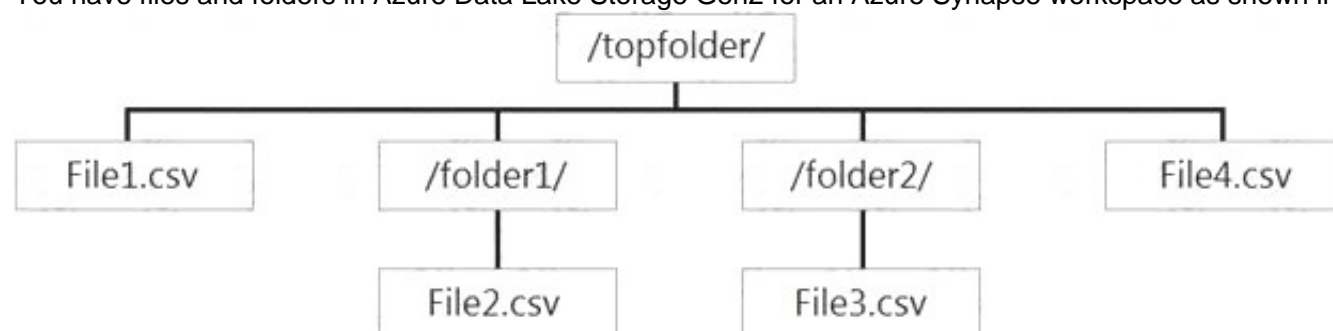 You have files and folders in Azure Data Lake Storage Gen2 for an Azure Synapse workspace as shown in
/topfolder/
File1.csv
/folder1/
/folder2/
File4.csv
File2.csv
File3.csv